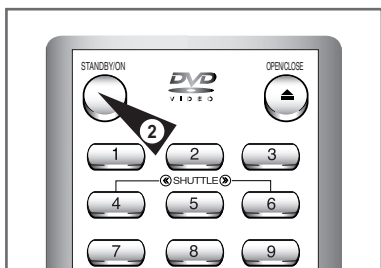 STANDBY/ON
DVD
VIDEO
OPEN/CLOSE
2
1 2 3
SHUTTLE
4 5 6
7 8 9